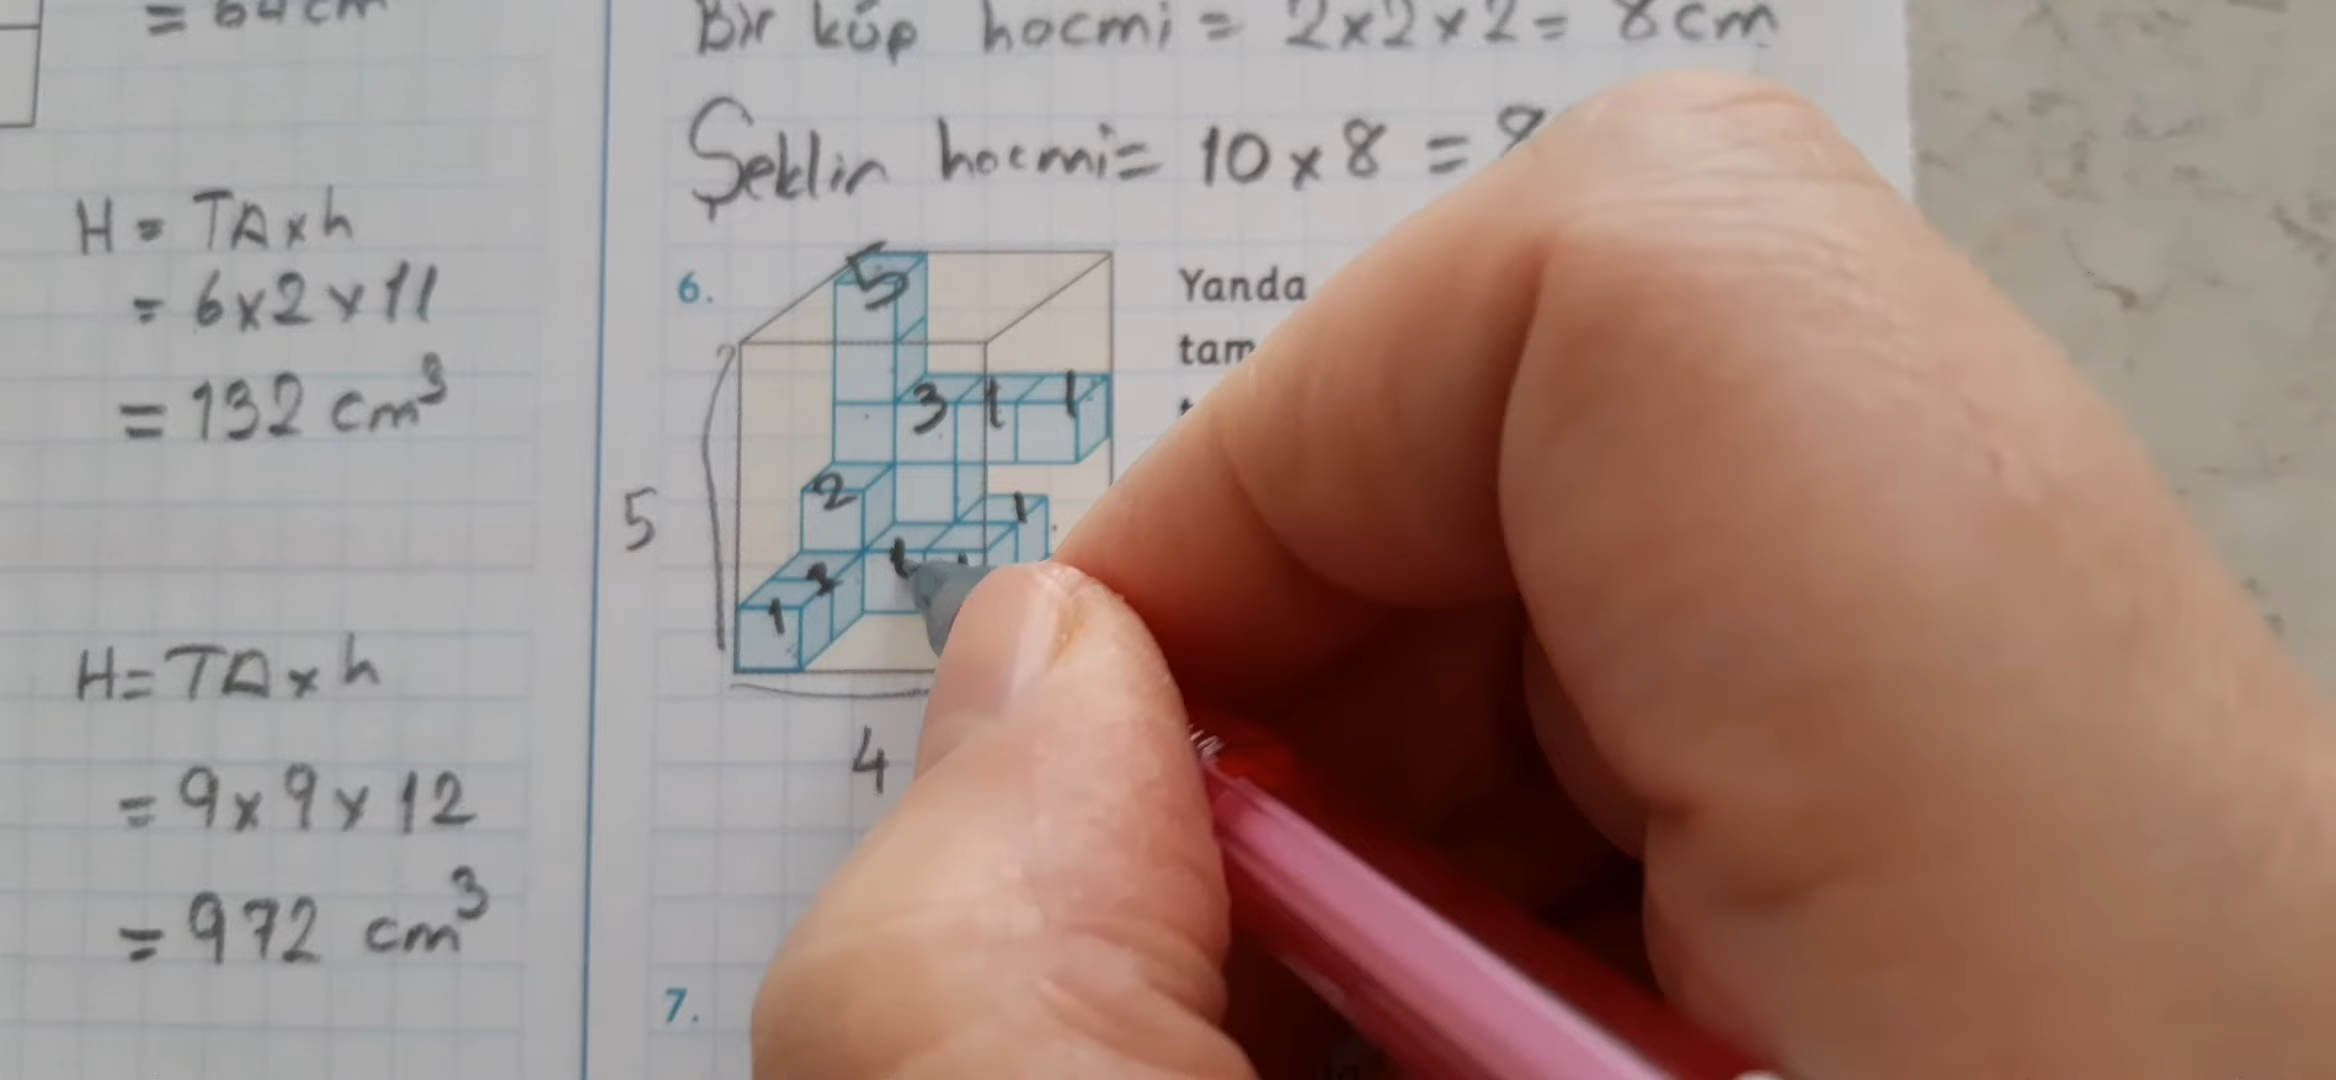 = 64 cm
H = TA x h
= 6x2x11
= 132 cm³
H = TA x h
= 9x9x12
= 972 cm³
Bir küp hacmi = 2x2x2 = 8 cm
Şeklin hacmi = 10 x 8 =
6.
5
3 1 1
2
1
1 1
1
5
4
Yanda
tam
7.